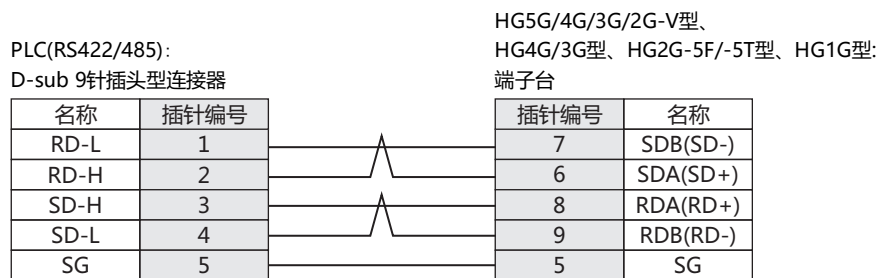 HG5G/4G/3G/2G-V型、
PLC(RS422/485)： HG4G/3G型、HG2G-5F/-5T型、HG1G型:
D-sub 9针插头型连接器 端子台
名称 插针编号 插针编号 名称
RD-L 1 7 SDB(SD-)
RD-H 2 6 SDA(SD+)
SD-H 3 8 RDA(RD+)
SD-L 4 9 RDB(RD-)
SG 5 5 SG